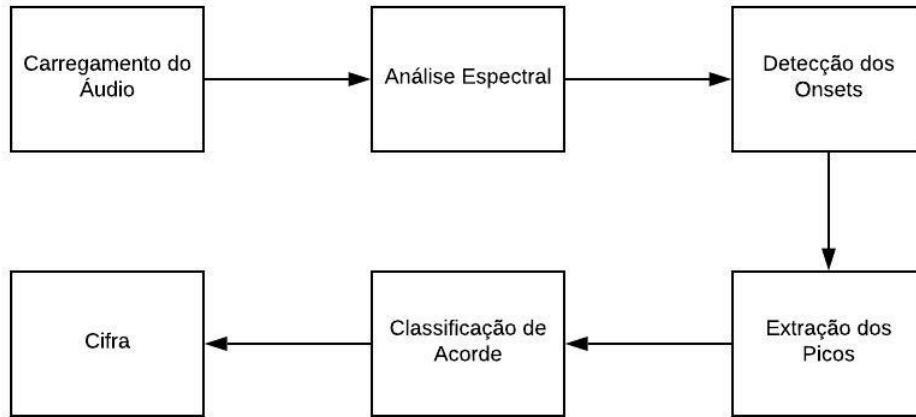 Carregamento do
Áudio
Análise Espectral
Detecção dos
Onsets
Extração dos
Picos
Classificação de
Acorde
Cifra